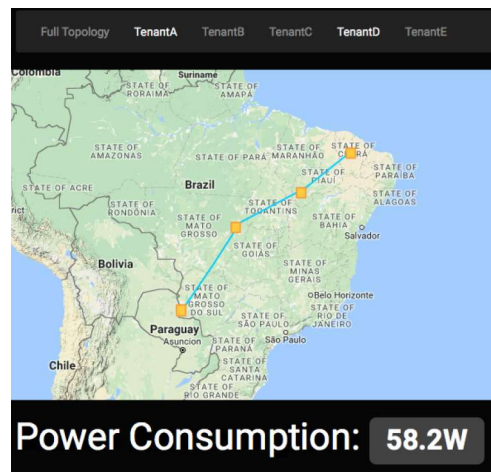 Full Topology TenantA TenantB TenantC TenantD TenantE
Colombia
Suriname
STATE OF
RORAIMA
STATE OF
AMAPÁ
STATE OF
AMAZONAS
STATE OF PARÁ
STATE OF
MARANHÃO
STATE OF
CEARÁ
STATE OF
PIAUÍ
STATE OF
PARAÍBA
STATE OF
ALAGOAS
STATE OF ACRE
Brazil
STATE OF
RONDÔNIA
STATE OF
TOCANTINS
STATE OF
MATO
GROSSO
STATE OF
BAHIA
Salvador
STATE OF
GOIÁS
Bolivia
STATE OF
MINAS
GERAIS
STATE OF
MATO
GROSSO
DO SUL
Belo Horizonte
STATE OF
RIO DE
JANEIRO
STATE OF
SÃO PAULO
São Paulo
Paraguay
Asuncion
STATE OF
PARANÁ
Chile
STATE OF
SANTA
CATARINA
STATE OF
RIO GRANDE
Power Consumption: 58.2W